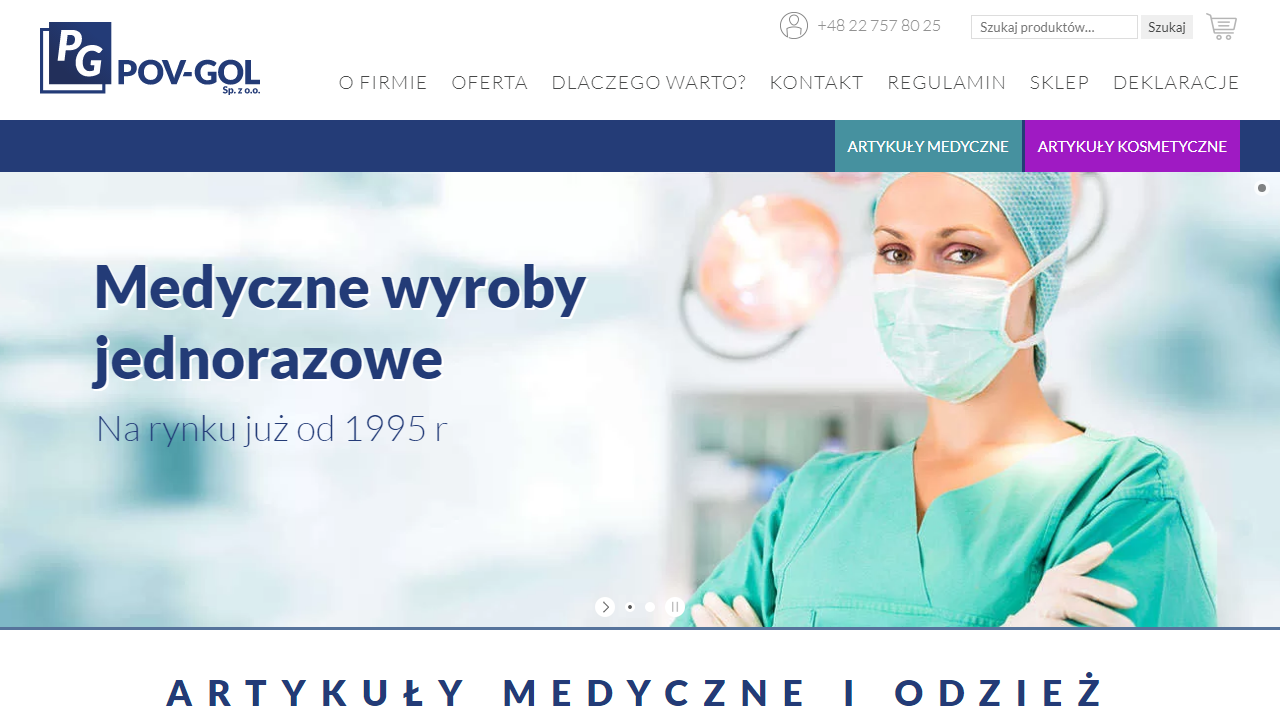 PG POV-GOL
Sp. z o.o.
+48 22 757 80 25
Szukaj produktów...
Szukaj
O FIRMIE
OFERTA
DLACZEGO WARTO?
KONTAKT
REGULAMIN
SKLEP
DEKLARACJE
ARTYKUŁY MEDYCZNE
ARTYKUŁY KOSMETYCZNE
Medyczne wyroby
jednorazowe
Na rynku już od 1995 r
ARTYKUŁY MEDYCZNE I ODZIEŻ